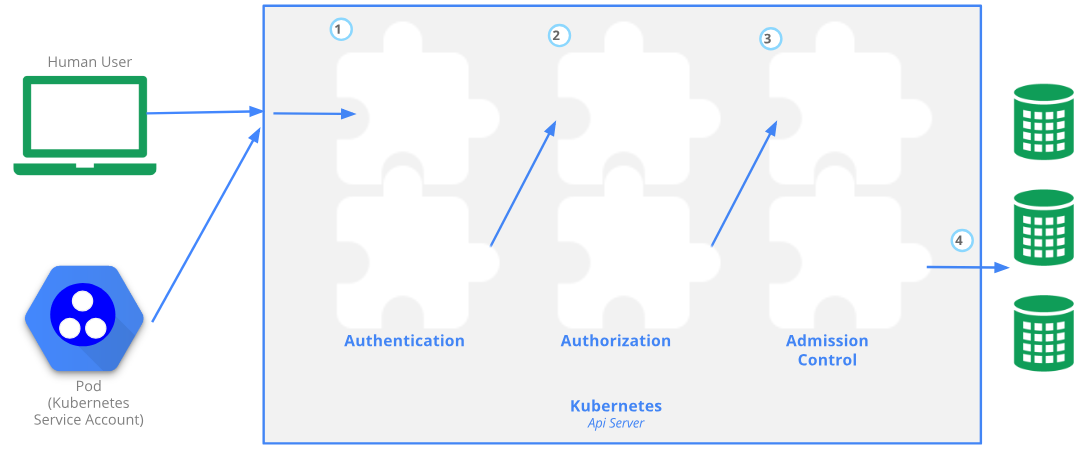 Human User
1
2
3
4
Authentication
Authorization
Admission
Control
Pod
(Kubernetes
Service Account)
Kubernetes
Api Server